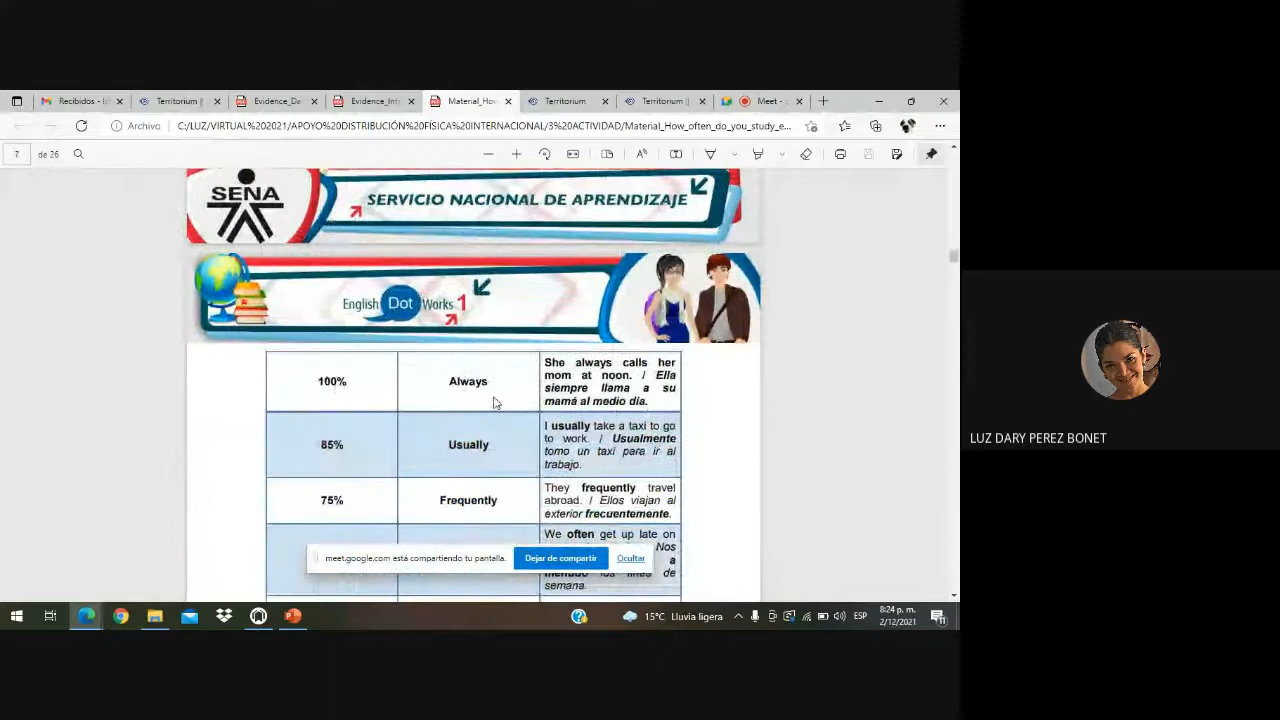 Recibidos - Id
Territorium ||
Evidence_Da
Evidence_Int
Material_How
Territorium
Territorium ||
Meet -
Archivo
C:/LUZ/VIRTUAL%202021/APOYO%20DISTRIBUCIÓN%20FÍSICA%20INTERNACIONAL/3%20ACTIVIDAD/Material_How_often_do_you_study_e...
7
de 26
SENA
SERVICIO NACIONAL DE APRENDIZAJE
English Dot Works 1
100%
Always
She always calls her
mom at noon. / Ella
siempre llama a su
mamá al medio día.
85%
Usually
I usually take a taxi to go
to work. / Usualmente
tomo un taxi para ir al
trabajo.
75%
Frequently
They frequently travel
abroad. / Ellos viajan al
exterior frecuentemente.
We often get up late on
Nos
a
menudo los fines de
semana
meet.google.com está compartiendo tu pantalla.
Dejar de compartir
Ocultar
LUZ DARY PEREZ BONET
15°C Lluvia ligera
ESP
8:24 p. m.
2/12/2021